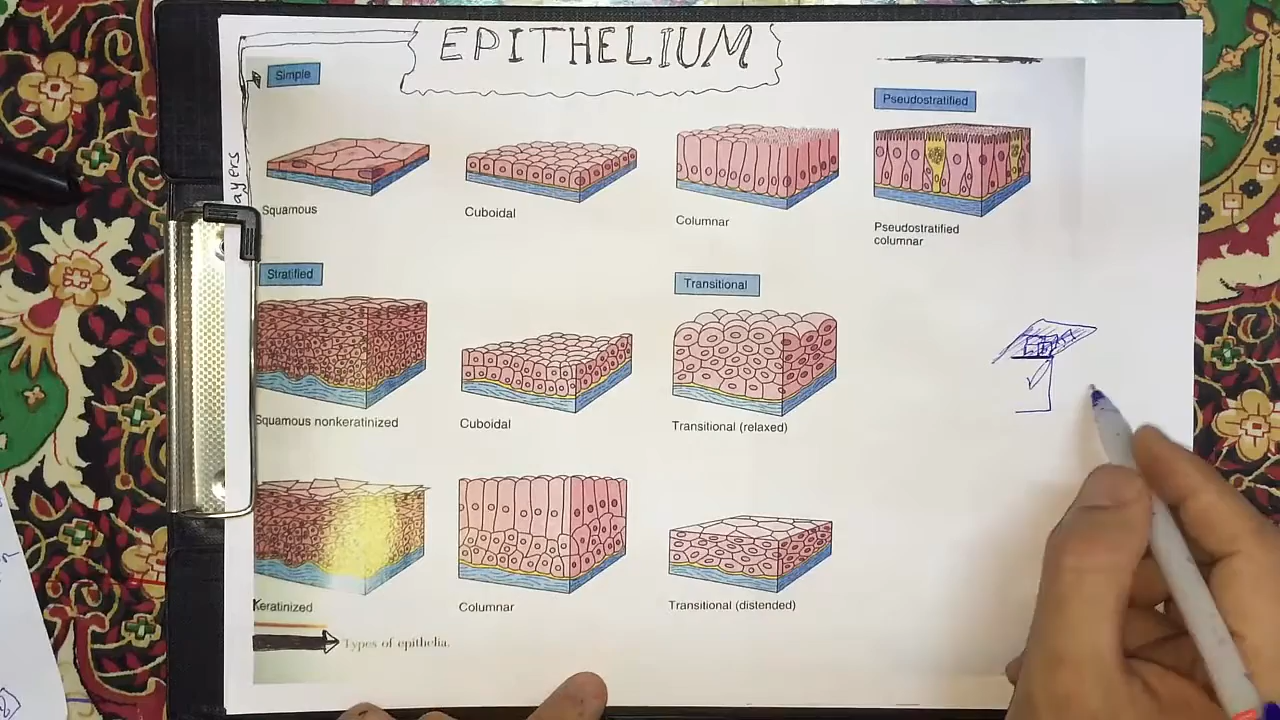 EPITHELIUM
Simple
Pseudostratified
ayers
Squamous
Cuboidal
Columnar
Pseudostratified
columnar
Stratified
Transitional
Squamous nonkeratinized
Cuboidal
Transitional (relaxed)
Keratinized
Columnar
Transitional (distended)
Types of epithelia.